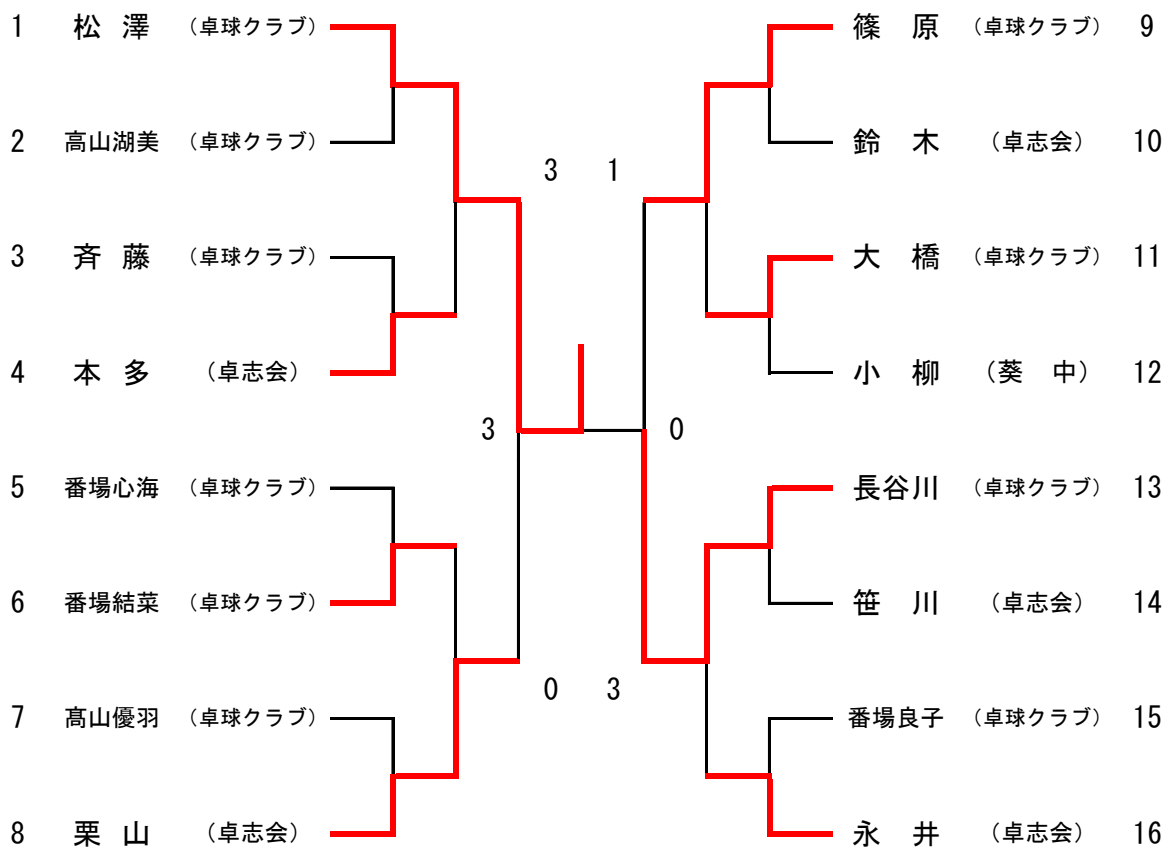 1 松 澤 （卓球クラブ） 篠 原 （卓球クラブ） 9
2 高山湖美 （卓球クラブ） 鈴 木 （卓志会） 10
3 1
3 斉 藤 （卓球クラブ） 大 橋 （卓球クラブ） 11
4 本 多 （卓志会） 小 柳 （葵 中） 12
3 0
5 番場心海 （卓球クラブ） 長谷川 （卓球クラブ） 13
6 番場結菜 （卓球クラブ） 笹 川 （卓志会） 14
0 3
7 髙山優羽 （卓球クラブ） 番場良子 （卓球クラブ） 15
8 栗 山 （卓志会） 永 井 （卓志会） 16